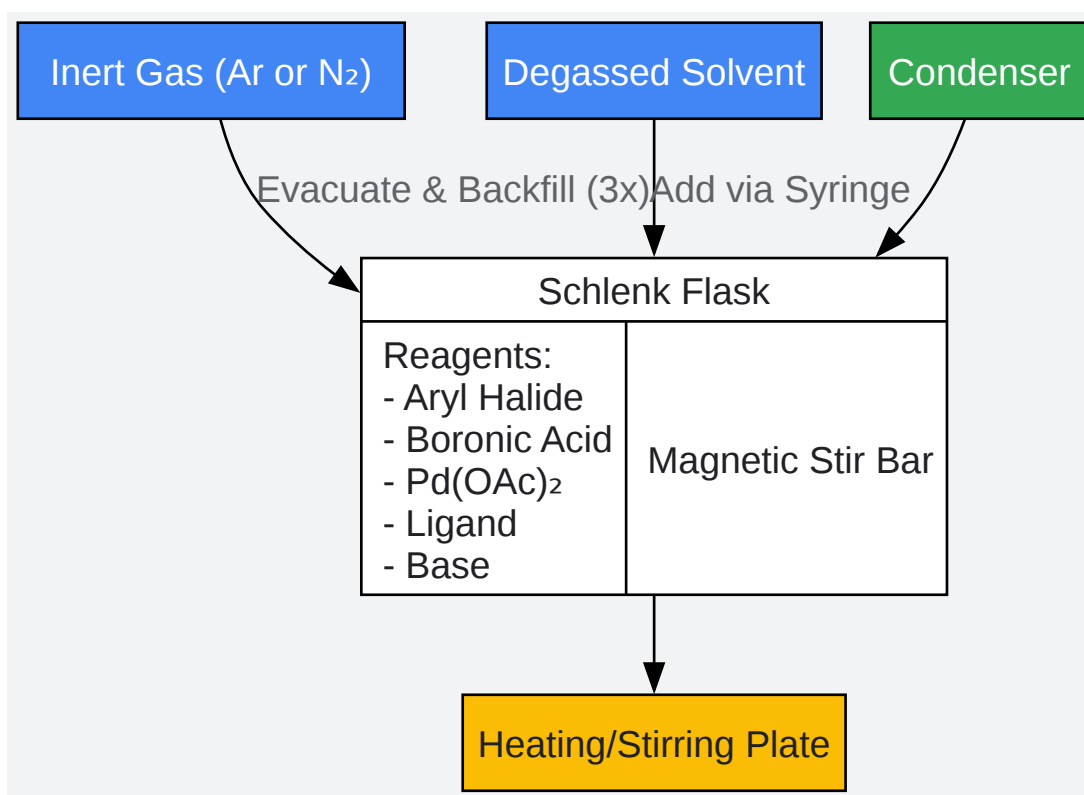 Inert Gas (Ar or N₂)
Degassed Solvent
Condenser
Evacuate & Backfill (3x)
Add via Syringe
Schlenk Flask
Reagents:
- Aryl Halide
- Boronic Acid
- Pd(OAc)₂
- Ligand
- Base
Magnetic Stir Bar
Heating/Stirring Plate